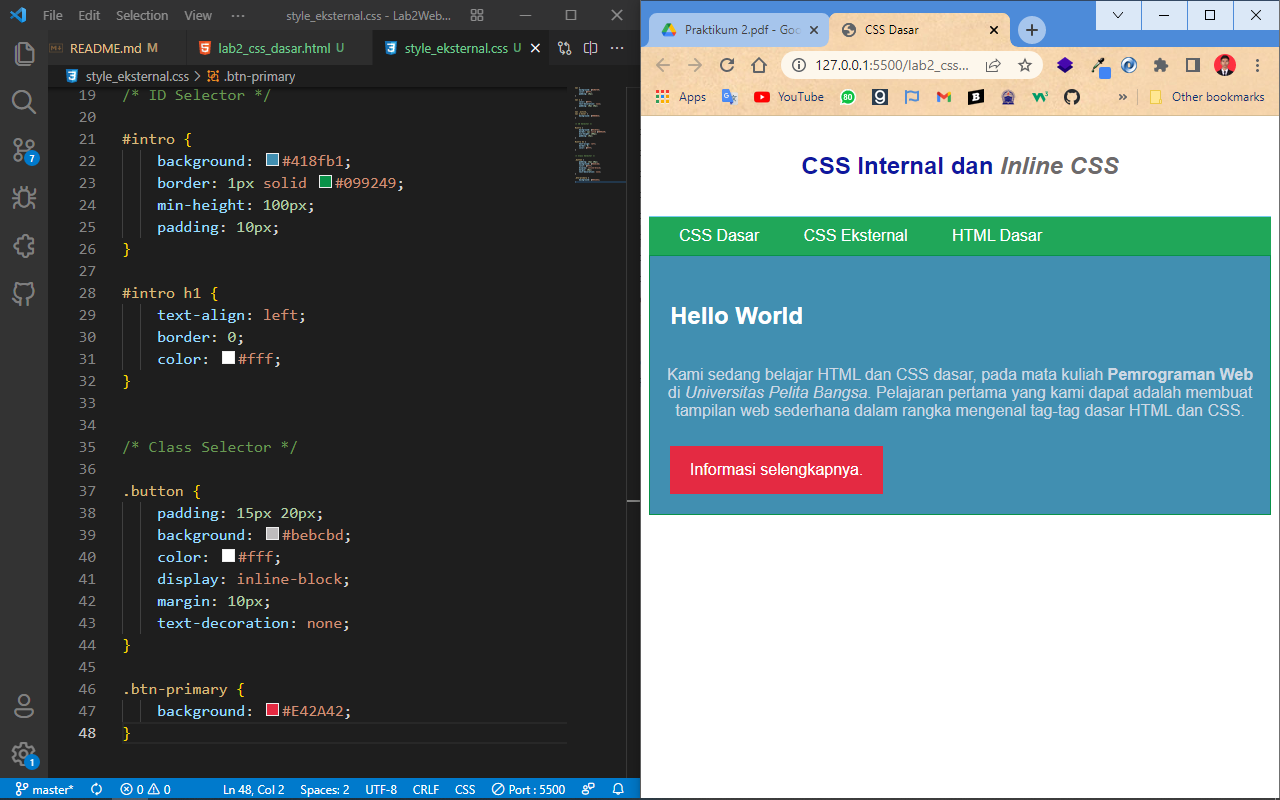 File Edit Selection View ··· style_eksternal.css - Lab2Web...
README.md M lab2_css_dasar.html U style_eksternal.css U
style_eksternal.css > .btn-primary
19 /* ID Selector */
20
21 #intro {
22 background: #418fb1;
23 border: 1px solid #099249;
24 min-height: 100px;
25 padding: 10px;
26 }
27
28 #intro h1 {
29 text-align: left;
30 border: 0;
31 color: #fff;
32 }
33
34
35 /* Class Selector */
36
37 .button {
38 padding: 15px 20px;
39 background: #bebcbd;
40 color: #fff;
41 display: inline-block;
42 margin: 10px;
43 text-decoration: none;
44 }
45
46 .btn-primary {
47 background: #E42A42;
48 }
7
1
master* 0 0 Ln 48, Col 2 Spaces: 2 UTF-8 CRLF CSS Port : 5500
Praktikum 2.pdf - Goo CSS Dasar
127.0.0.1:5500/lab2_css...
Apps YouTube 80 » Other bookmarks
CSS Internal dan Inline CSS
CSS Dasar CSS Eksternal HTML Dasar
Hello World
Kami sedang belajar HTML dan CSS dasar, pada mata kuliah Pemrograman Web
di Universitas Pelita Bangsa. Pelajaran pertama yang kami dapat adalah membuat
tampilan web sederhana dalam rangka mengenal tag-tag dasar HTML dan CSS.
Informasi selengkapnya.